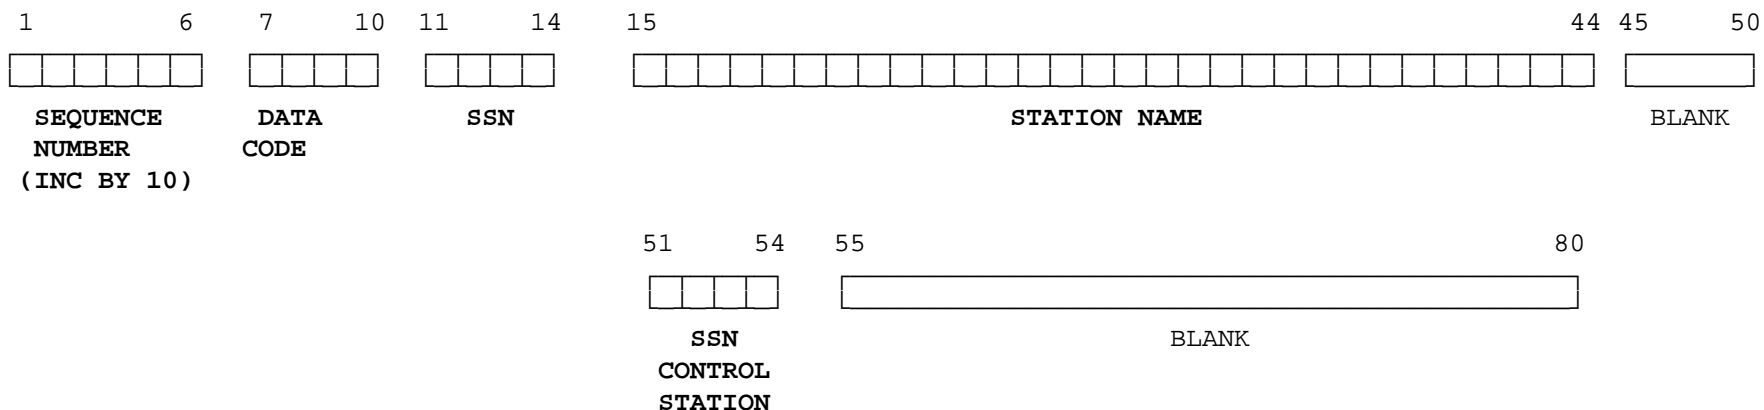 1 6 7 10 11 14 15 44 45 50
SEQUENCE DATA SSN STATION NAME BLANK
NUMBER CODE
(INC BY 10)
51 54 55 80
SSN BLANK
CONTROL
STATION